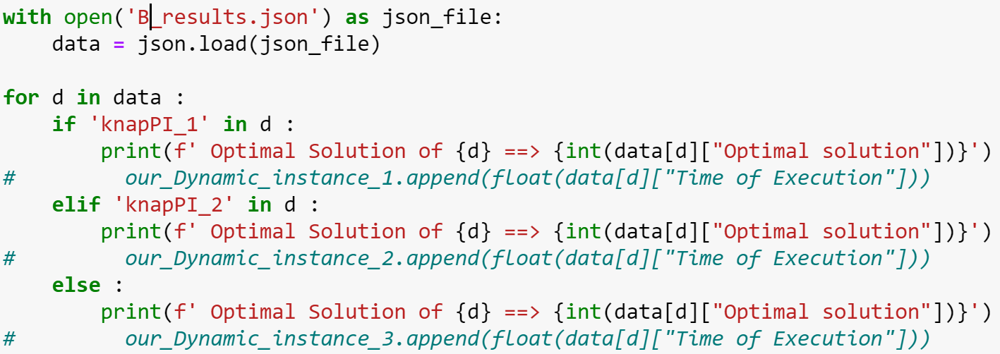 with open('B_results.json') as json_file:
    data = json.load(json_file)

for d in data :
    if 'knapPI_1' in d :
        print(f' Optimal Solution of {d} ==> {int(data[d]["Optimal solution"])}')
#         our_Dynamic_instance_1.append(float(data[d]["Time of Execution"]))
    elif 'knapPI_2' in d :
        print(f' Optimal Solution of {d} ==> {int(data[d]["Optimal solution"])}')
#         our_Dynamic_instance_2.append(float(data[d]["Time of Execution"]))
    else :
        print(f' Optimal Solution of {d} ==> {int(data[d]["Optimal solution"])}')
#         our_Dynamic_instance_3.append(float(data[d]["Time of Execution"]))